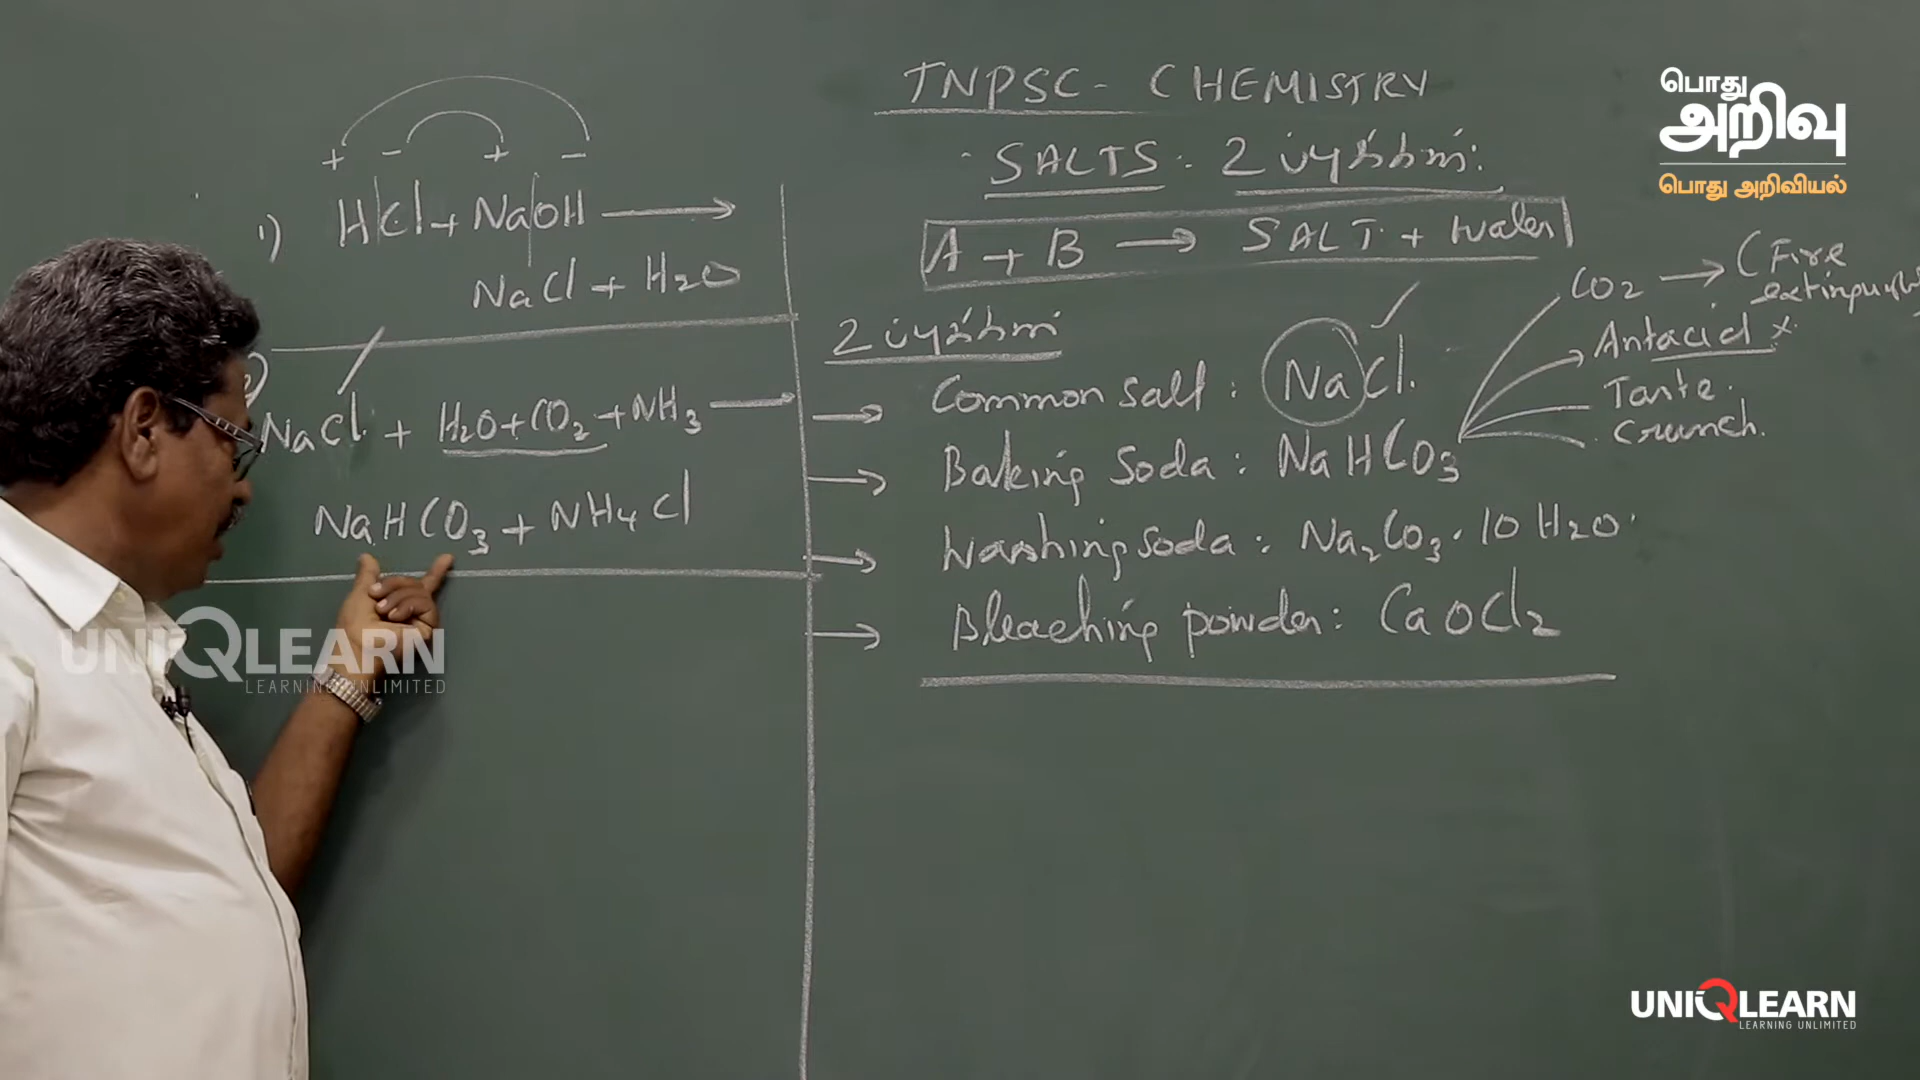 + - + -
1) HCl + NaOH →
NaCl + H2O
2)
NaCl + H2O + CO2 + NH3 →
NaHCO3 + NH4Cl
TNPSC - CHEMISTRY
SALTS : உப்புக்கள்:
A + B → SALT + Water
உப்புக்கள்
→ Common salt : NaCl.
→ Baking Soda : NaHCO3
CO2 → (Fire
Antacid
Taste.
Crunch.
→ Washing soda : Na2CO3.10 H2O
→ Bleaching powder : CaOCl2
பொது
அறிவு
பொது அறிவியல்
UNIQLEARN
LEARNING UNLIMITED
UNIQLEARN
LEARNING UNLIMITED